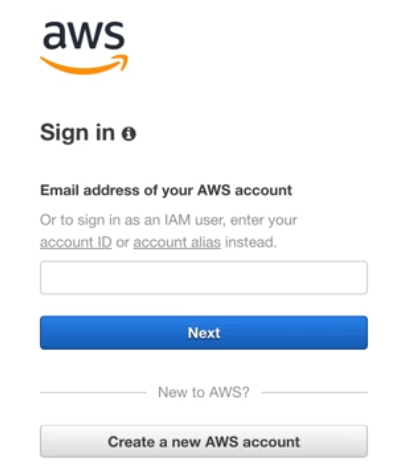 aws
Sign in
Email address of your AWS account
Or to sign in as an IAM user, enter your
account ID or account alias instead.
Next
New to AWS?
Create a new AWS account